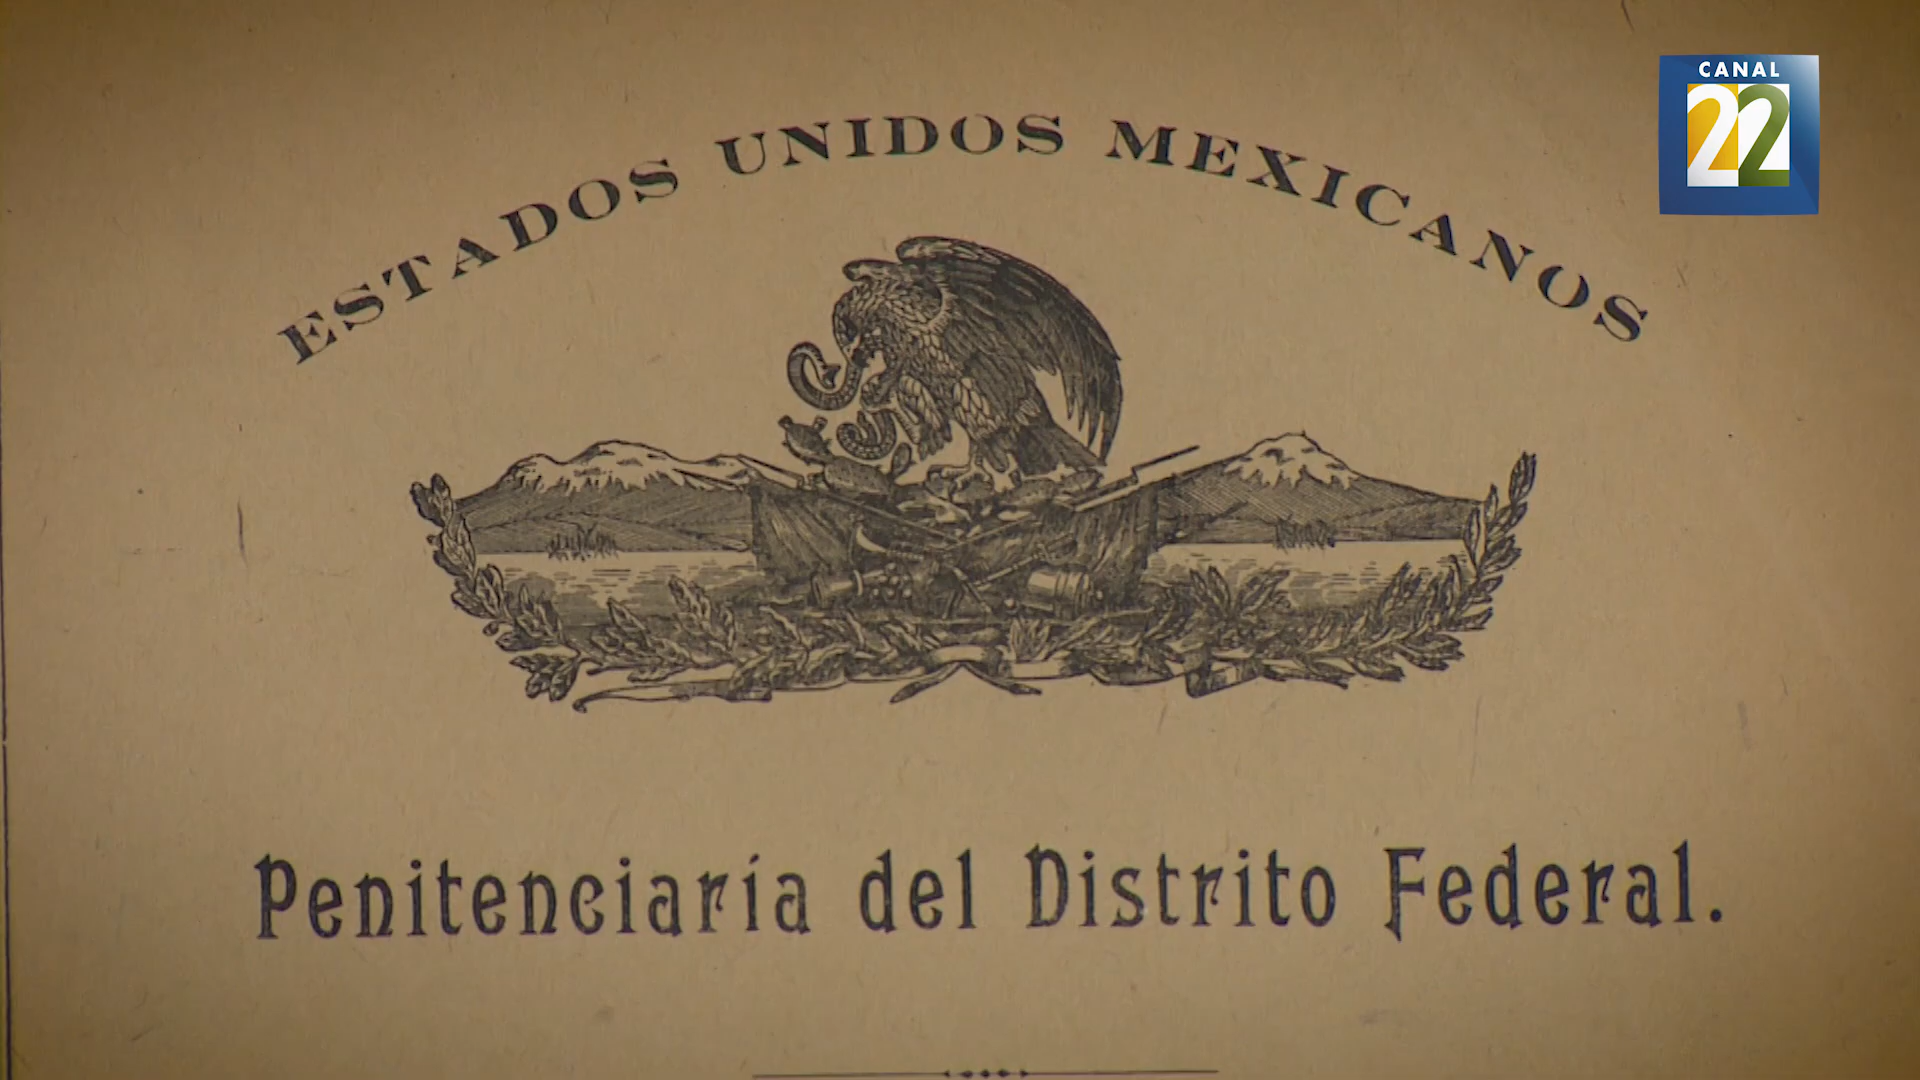 CANAL
22
ESTADOS UNIDOS MEXICANOS
Penitenciaría del Distrito Federal.